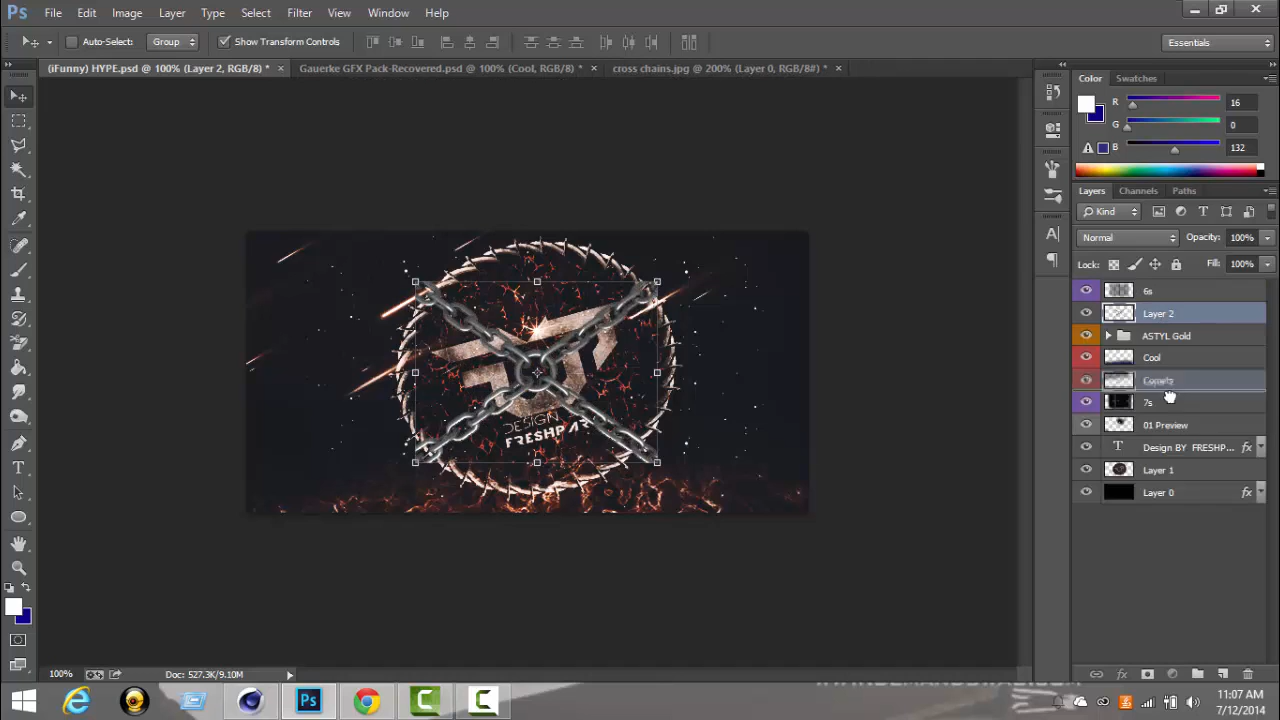 Ps File Edit Image Layer Type Select Filter View Window Help
Auto-Select: Group Show Transform Controls Essentials
(iFunny) HYPE.psd @ 100% (Layer 2, RGB/8) * × Gauerke GFX Pack-Recovered.psd @ 100% (Cool, RGB/8) * × cross chains.jpg @ 200% (Layer 0, RGB/8#) * ×
Color Swatches
R 16
G 0
B 132
Layers Channels Paths
Kind
Normal Opacity: 100%
Lock: Fill: 100%
6s
Layer 2
ASTYL Gold
Cool
7s
01 Preview
T Design BY FRESHP... fx
Layer 1
Layer 0 fx
DESIGN
100% Doc: 527.3K/9.10M
11:07 AM
7/12/2014